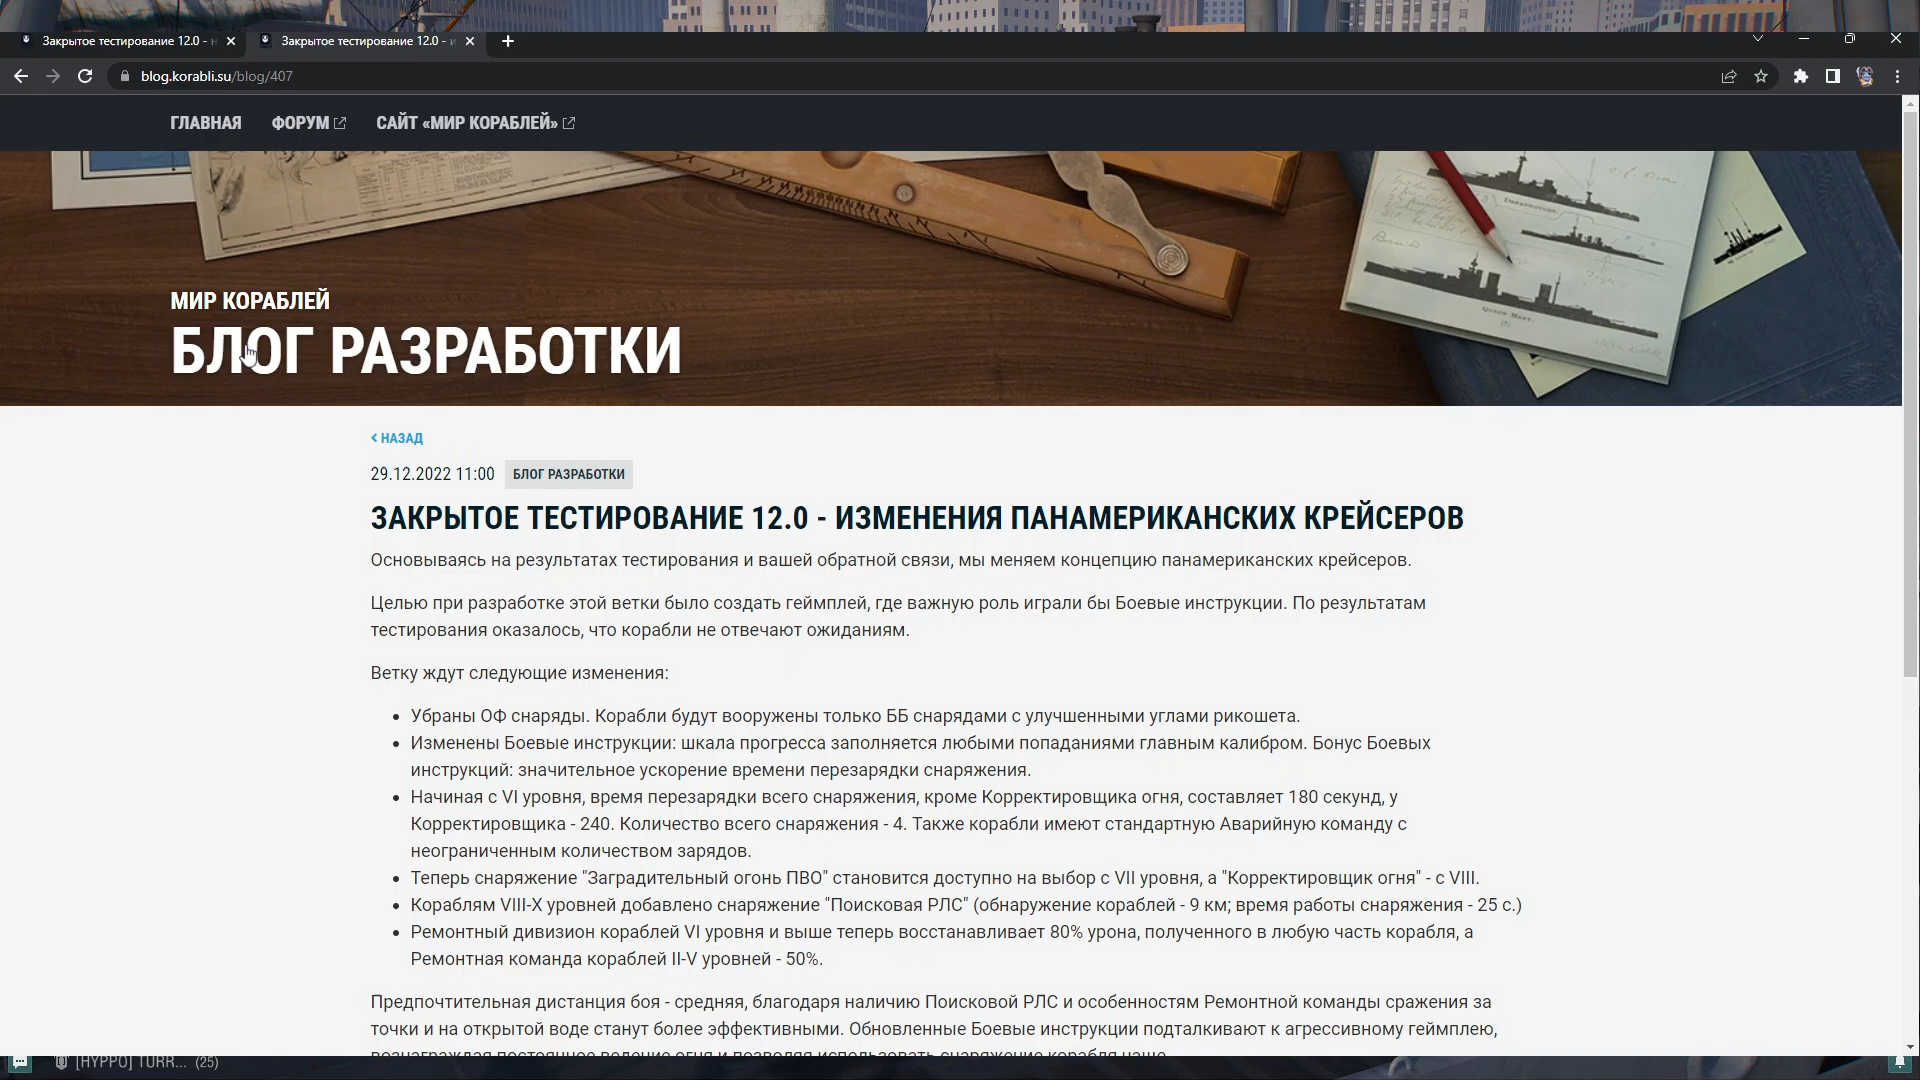 Закрытое тестирование 12.0 - н
Закрытое тестирование 12.0 - и
blog.korabli.su/blog/407
ГЛАВНАЯ
ФОРУМ
САЙТ «МИР КОРАБЛЕЙ»
МИР КОРАБЛЕЙ
БЛОГ РАЗРАБОТКИ
НАЗАД
29.12.2022 11:00
БЛОГ РАЗРАБОТКИ
ЗАКРЫТОЕ ТЕСТИРОВАНИЕ 12.0 - ИЗМЕНЕНИЯ ПАНАМЕРИКАНСКИХ КРЕЙСЕРОВ
Основываясь на результатах тестирования и вашей обратной связи, мы меняем концепцию панамериканских крейсеров.
Целью при разработке этой ветки было создать геймплей, где важную роль играли бы Боевые инструкции. По результатам
тестирования оказалось, что корабли не отвечают ожиданиям.
Ветку ждут следующие изменения:
• Убраны ОФ снаряды. Корабли будут вооружены только ББ снарядами с улучшенными углами рикошета.
• Изменены Боевые инструкции: шкала прогресса заполняется любыми попаданиями главным калибром. Бонус Боевых
инструкций: значительное ускорение времени перезарядки снаряжения.
• Начиная с VI уровня, время перезарядки всего снаряжения, кроме Корректировщика огня, составляет 180 секунд, у
Корректировщика - 240. Количество всего снаряжения - 4. Также корабли имеют стандартную Аварийную команду с
неограниченным количеством зарядов.
• Теперь снаряжение "Заградительный огонь ПВО" становится доступно на выбор с VII уровня, а "Корректировщик огня" - с VIII.
• Кораблям VIII-X уровней добавлено снаряжение "Поисковая РЛС" (обнаружение кораблей - 9 км; время работы снаряжения - 25 с.)
• Ремонтный дивизион кораблей VI уровня и выше теперь восстанавливает 80% урона, полученного в любую часть корабля, а
Ремонтная команда кораблей II-V уровней - 50%.
Предпочтительная дистанция боя - средняя, благодаря наличию Поисковой РЛС и особенностям Ремонтной команды сражения за
точки и на открытой воде станут более эффективными. Обновленные Боевые инструкции подталкивают к агрессивному геймплею,
вознаграждая постоянное ведение огня и позволяя использовать снаряжение корабля чаще.
[HYPPO] TURR... (25)